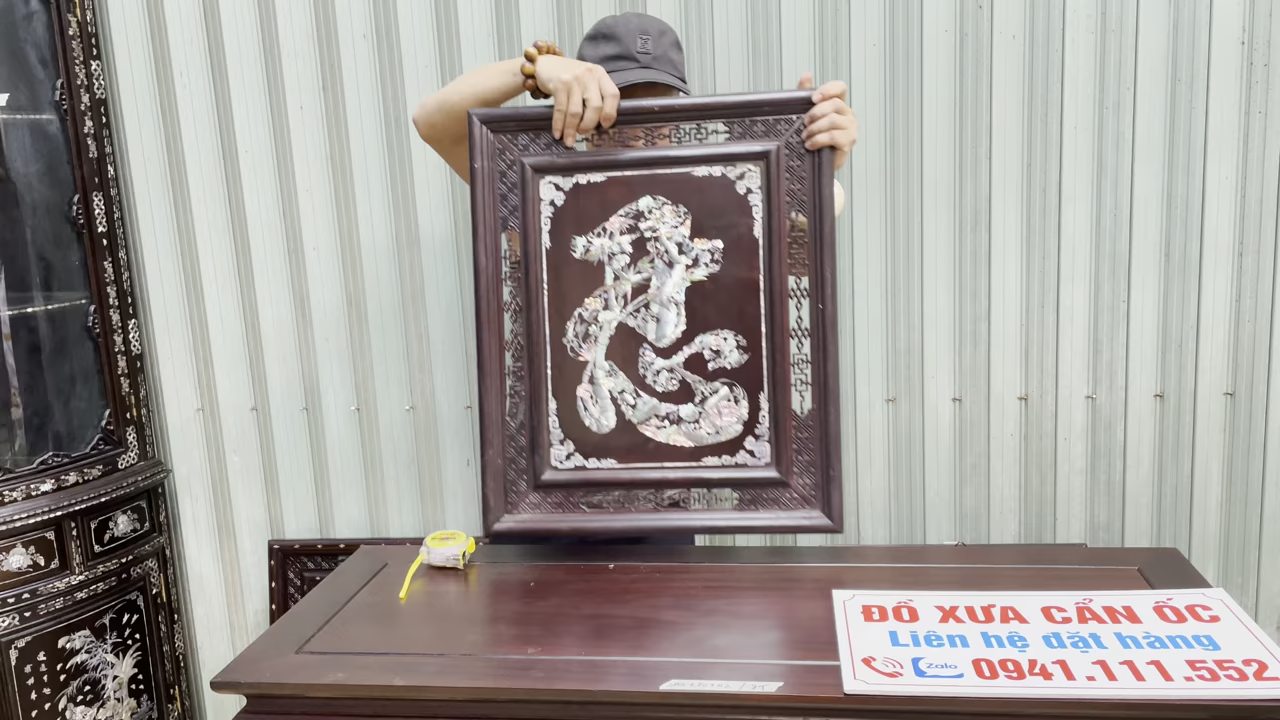 ĐỒ XƯA CẨN ỐC
Liên hệ đặt hàng
Zalo 0941.111.552